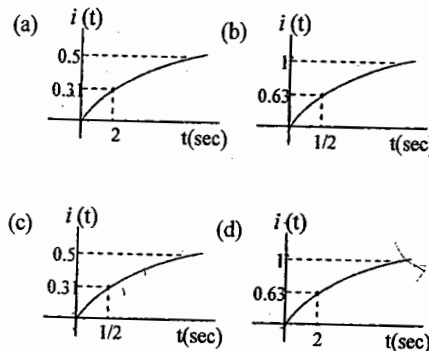 (a) i (t)
0.5
0.31
2 t(sec)
(b) i (t)
1
0.63
1/2 t(sec)
(c) i (t)
0.5
0.3
1/2 t(sec)
(d) i (t)
1
0.63
2 t(sec)